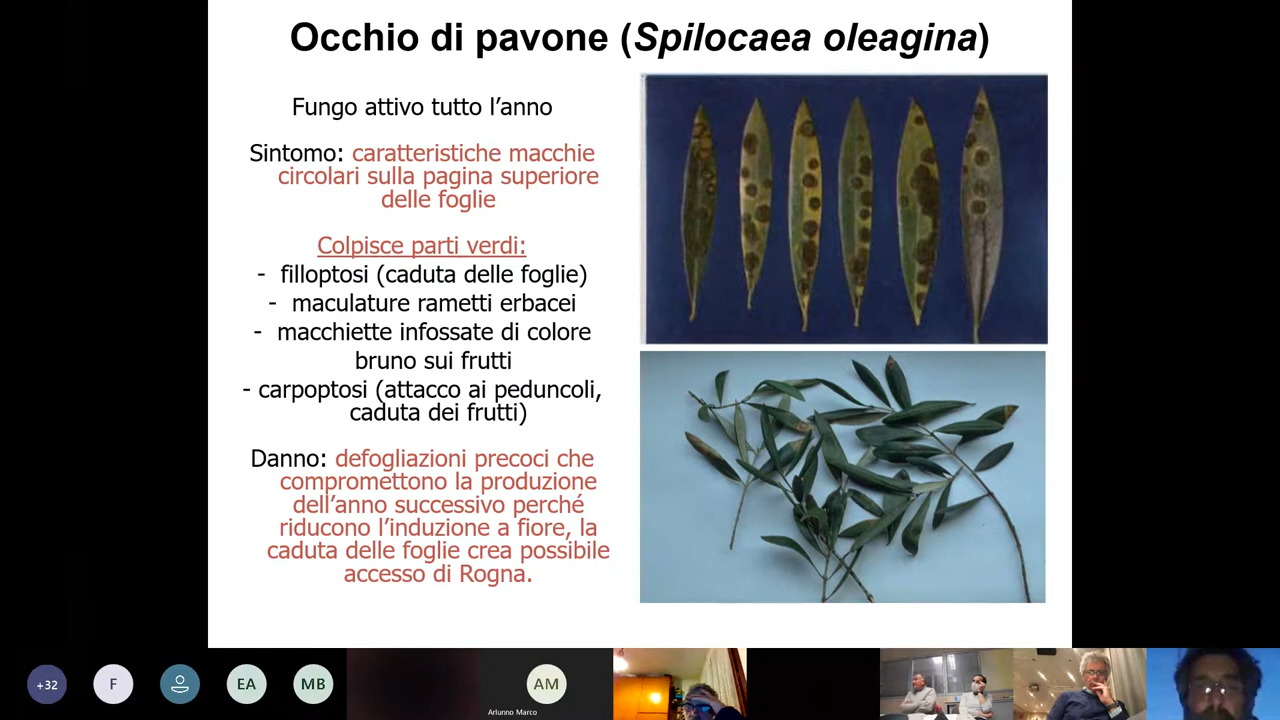 Occhio di pavone (Spilocaea oleagina)
Fungo attivo tutto l’anno
Sintomo: caratteristiche macchie
circolari sulla pagina superiore
delle foglie
Colpisce parti verdi:
- filloptosi (caduta delle foglie)
- maculature rametti erbacei
- macchiette infossate di colore
bruno sui frutti
- carpoptosi (attacco ai peduncoli,
caduta dei frutti)
Danno: defogliazioni precoci che
compromettono la produzione
dell’anno successivo perché
riducono l’induzione a fiore, la
caduta delle foglie crea possibile
accesso di Rogna.
+32
F
EA
MB
AM
Arlunno Marco